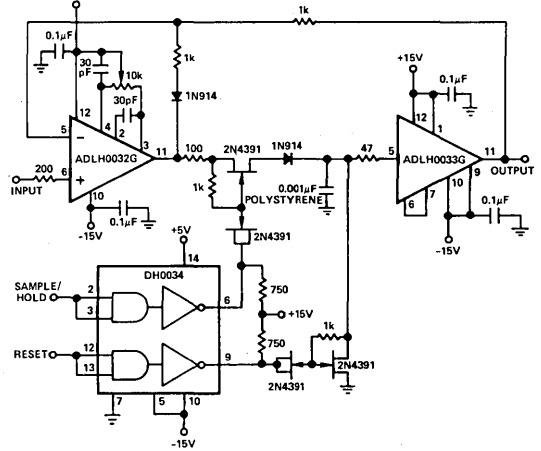 1k
0.1μF
30
pF
10k
1k
30pF
1N914
12
4
2
3
5
−
ADLH0032G
11
200
6
+
INPUT
10
0.1μF
-15V
100
2N4391
1N914
1k
0.001μF
POLYSTYRENE
2N4391
47
+15V
0.1μF
12
1
5
ADLH0033G
11
OUTPUT
6
7
10
9
0.1μF
-15V
+5V
14
DH0034
SAMPLE/
HOLD
2
3
6
750
+15V
750
RESET
12
13
9
1k
2N4391
2N4391
7
5
10
-15V